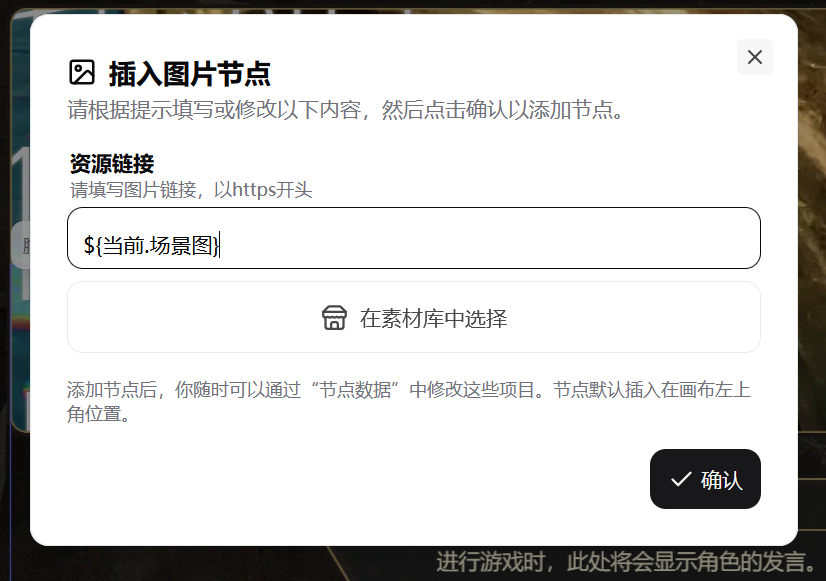 插入图片节点
请根据提示填写或修改以下内容，然后点击确认以添加节点。
资源链接
请填写图片链接，以https开头
${当前.场景图}
在素材库中选择
添加节点后，你随时可以通过“节点数据”中修改这些项目。节点默认插入在画布左上
角位置。
确认
进行游戏时，此处将会显示角色的发言。